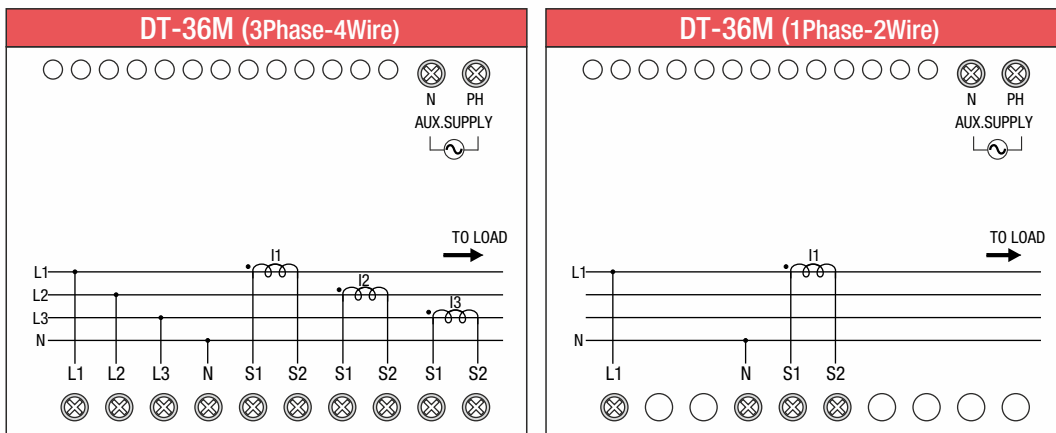 DT-36M (3Phase-4Wire)
N PH
AUX.SUPPLY
TO LOAD
I1
L1
I2
L2
I3
L3
N
L1 L2 L3 N S1 S2 S1 S2 S1 S2
DT-36M (1Phase-2Wire)
N PH
AUX.SUPPLY
TO LOAD
I1
L1
N
L1 N S1 S2